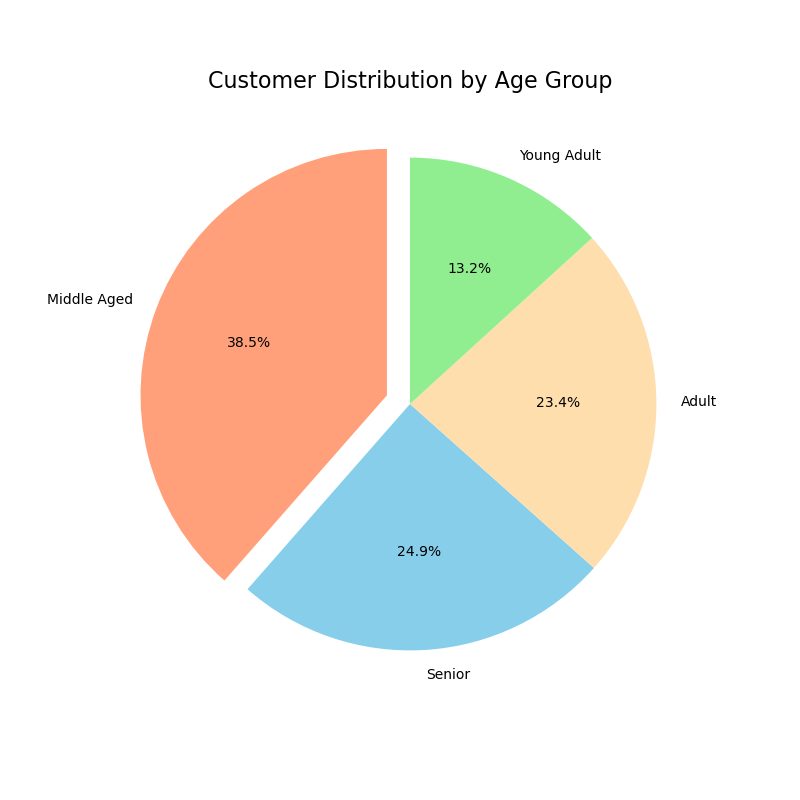 Customer Distribution by Age Group
Young Adult
13.2%
Middle Aged
38.5%
23.4%
Adult
24.9%
Senior